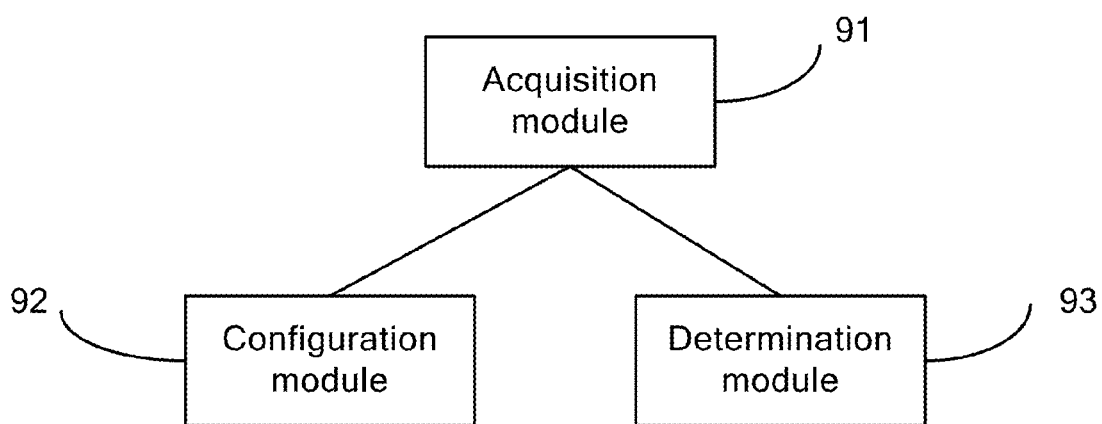 91
Acquisition
module
92
Configuration
module
Determination
module
93